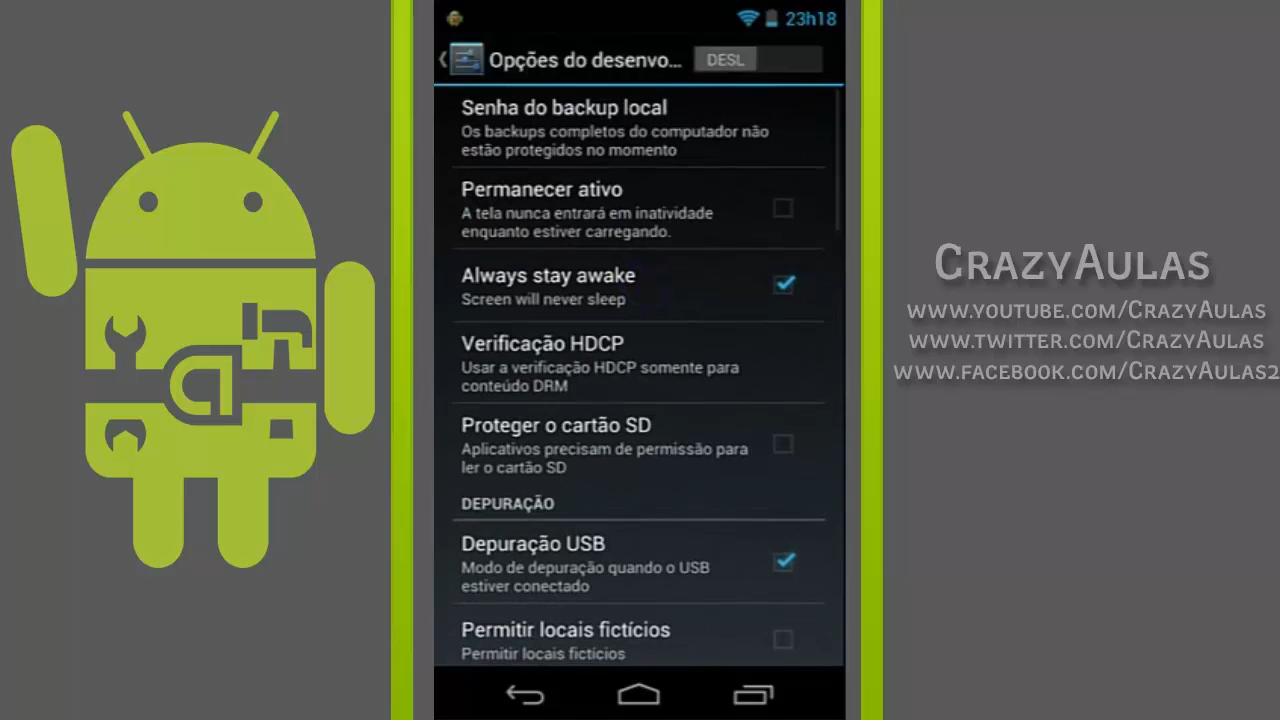 23h18
Opções do desenvo...
DESL
Senha do backup local
Os backups completos do computador não
estão protegidos no momento
Permanecer ativo
A tela nunca entrará em inatividade
enquanto estiver carregando.
Always stay awake
Screen will never sleep
Verificação HDCP
Usar a verificação HDCP somente para
conteúdo DRM
Proteger o cartão SD
Aplicativos precisam de permissão para
ler o cartão SD
DEPURAÇÃO
Depuração USB
Modo de depuração quando o USB
estiver conectado
Permitir locais fictícios
Permitir locais fictícios
CrazyAulas
www.youtube.com/CrazyAulas
www.twitter.com/CrazyAulas
www.facebook.com/CrazyAulas2